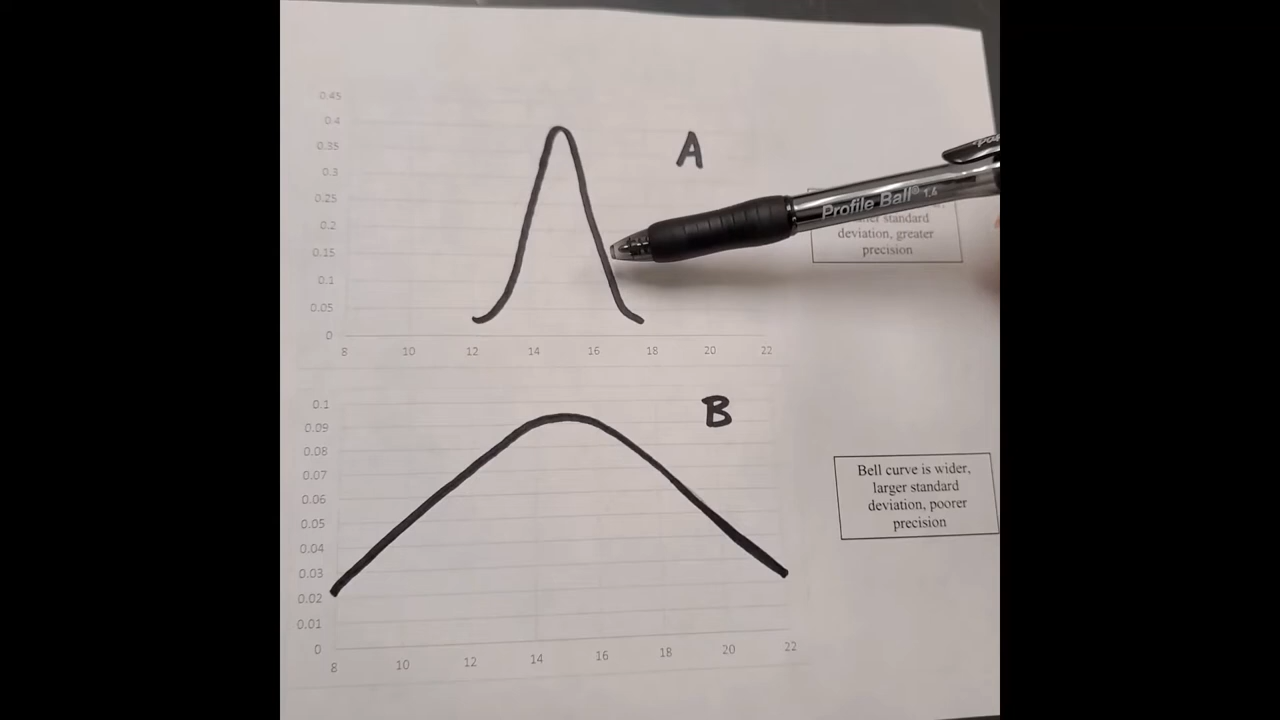 0.45
0.4
A
0.35
0.3
0.25
0.2
0.15
0.1
0.05
0
8 10 12 14 16 18 20 22
Profile Ball® 1.4
standard
deviation, greater
precision
0.1
B
0.09
0.08
0.07
0.06
0.05
0.04
0.03
0.02
0.01
0
8 10 12 14 16 18 20 22
Bell curve is wider,
larger standard
deviation, poorer
precision